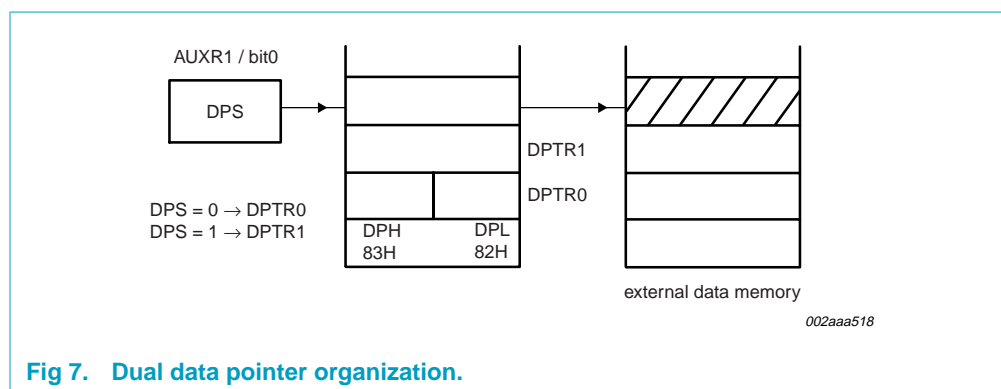 AUXR1 / bit0
DPS
DPTR1
DPTR0
DPS = 0 → DPTR0
DPS = 1 → DPTR1
DPH DPL
83H 82H
external data memory
002aaa518
Fig 7. Dual data pointer organization.